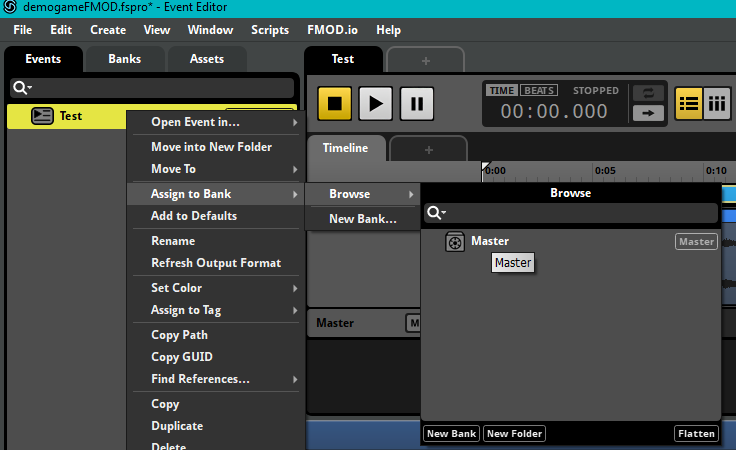 demogameFMOD.fspro* - Event Editor
File Edit Create View Window Scripts FMOD.io Help
Events Banks Assets Test +
TIME BEATS STOPPED
00:00.000
Test
Open Event in...
Move into New Folder
Timeline +
Move To
0:00 0:05 0:10
Assign to Bank Browse Browse
Add to Defaults New Bank...
Rename Master Master
Refresh Output Format Master
Set Color
Assign to Tag
Master M
Copy Path
Copy GUID
Find References...
Copy
Duplicate New Bank New Folder Flatten
Delete